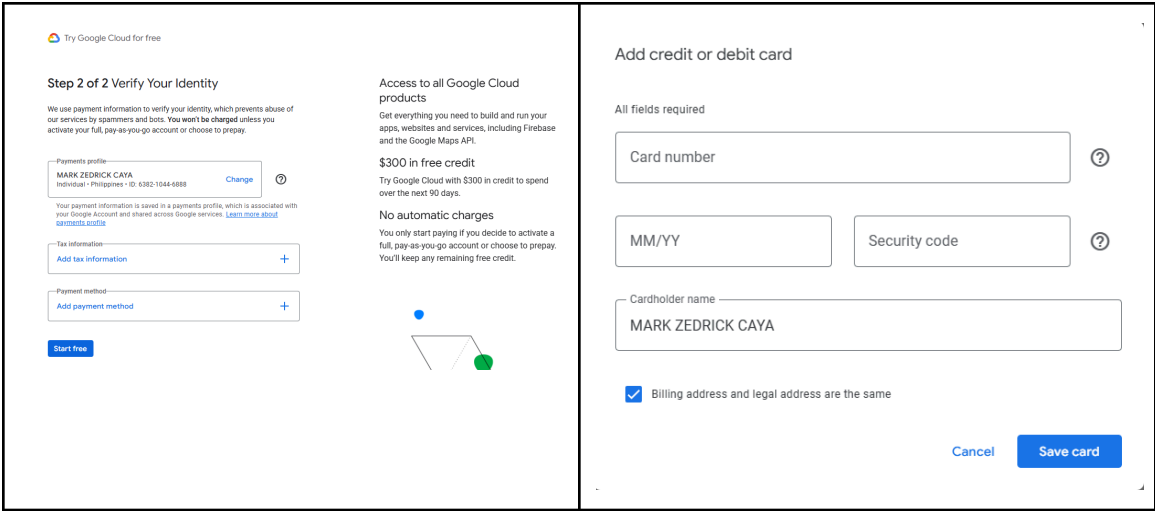 Try Google Cloud for free
Step 2 of 2 Verify Your Identity
We use payment information to verify your identity, which prevents abuse of
our services by spammers and bots. You won't be charged unless you
activate your full, pay-as-you-go account or choose to prepay.
Payments profile
MARK ZEDRICK CAYA
Individual • Philippines • ID: 6382-1044-6888
Change
Your payment information is saved in a payments profile, which is associated with
your Google Account and shared across Google services. Learn more about
payments profile
Tax information
Add tax information
Payment method
Add payment method
Start free
Access to all Google Cloud
products
Get everything you need to build and run your
apps, websites and services, including Firebase
and the Google Maps API.
$300 in free credit
Try Google Cloud with $300 in credit to spend
over the next 90 days.
No automatic charges
You only start paying if you decide to activate a
full, pay-as-you-go account or choose to prepay.
You'll keep any remaining free credit.
Add credit or debit card
All fields required
Card number
MM/YY
Security code
Cardholder name
MARK ZEDRICK CAYA
Billing address and legal address are the same
Cancel
Save card